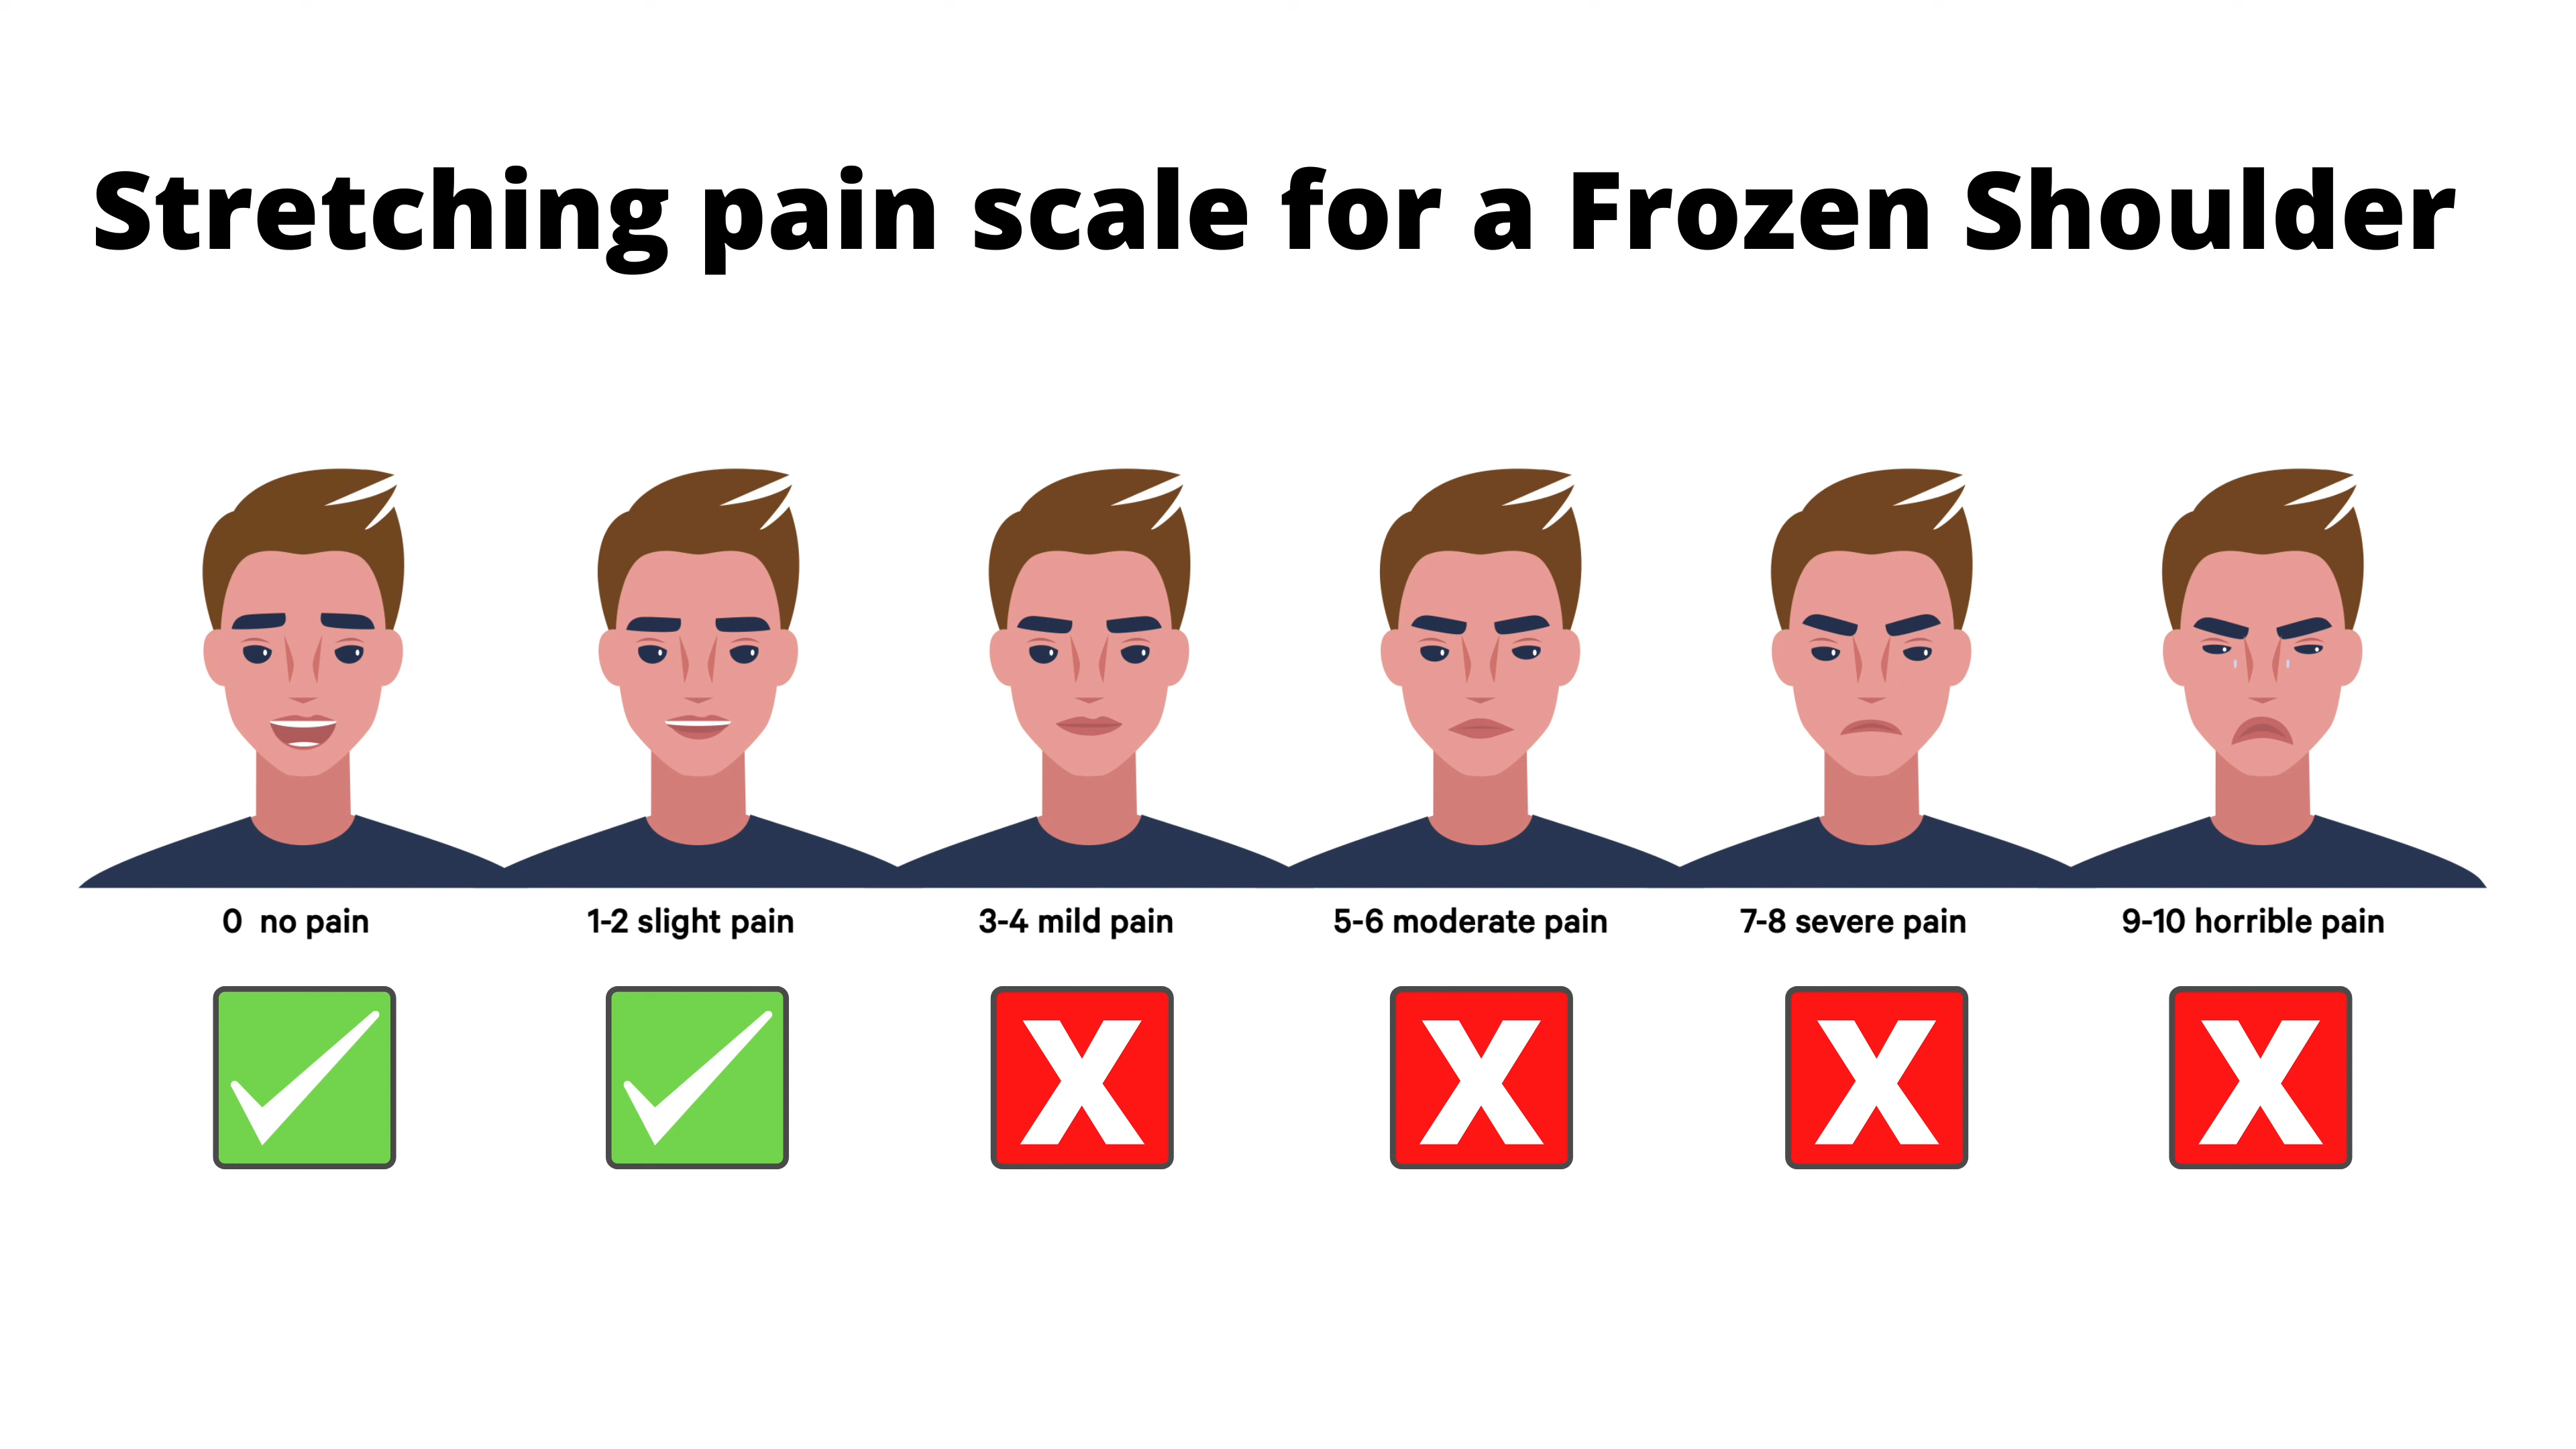 Stretching pain scale for a Frozen Shoulder
0 no pain
1-2 slight pain
3-4 mild pain
5-6 moderate pain
7-8 severe pain
9-10 horrible pain
X
X
X
X